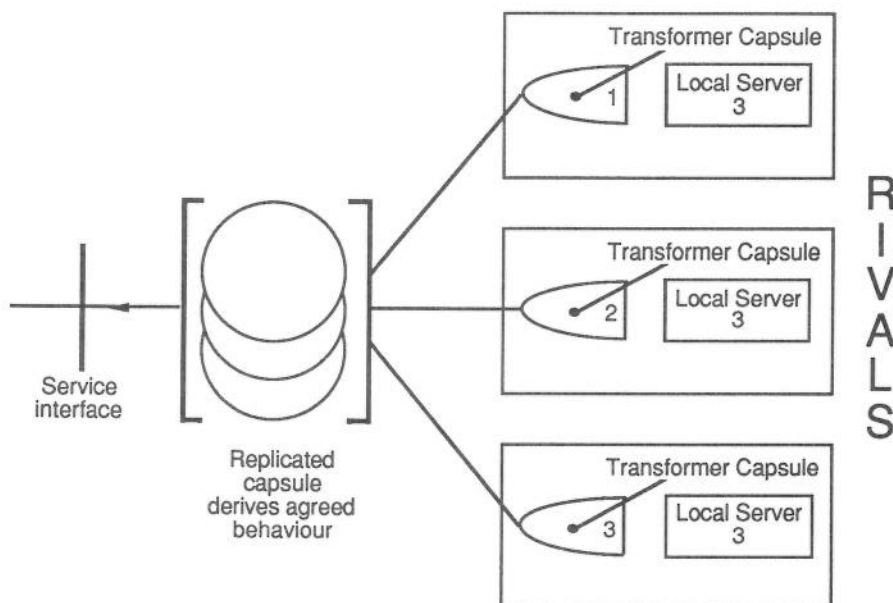 Transformer Capsule
1
Local Server
3
Transformer Capsule
2
Local Server
3
Transformer Capsule
3
Local Server
3
RIVALS
Service
interface
Replicated
capsule
derives agreed
behaviour